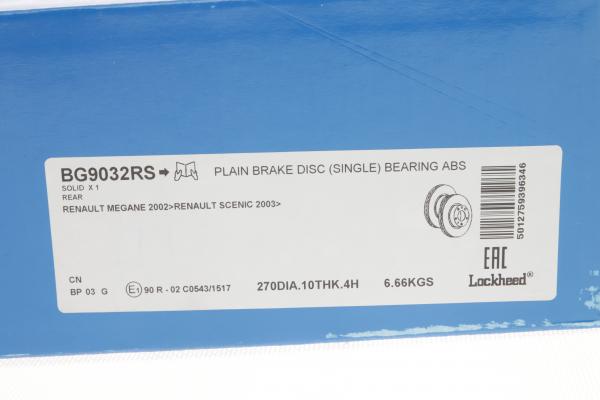 BG9032RS PLAIN BRAKE DISC (SINGLE) BEARING ABS
SOLID X 1
REAR
RENAULT MEGANE 2002>RENAULT SCENIC 2003>
5012759396346
EAC
CN
BP 03 G E1 90 R - 02 C0543/1517 270DIA.10THK.4H 6.66KGS
Lockheed®